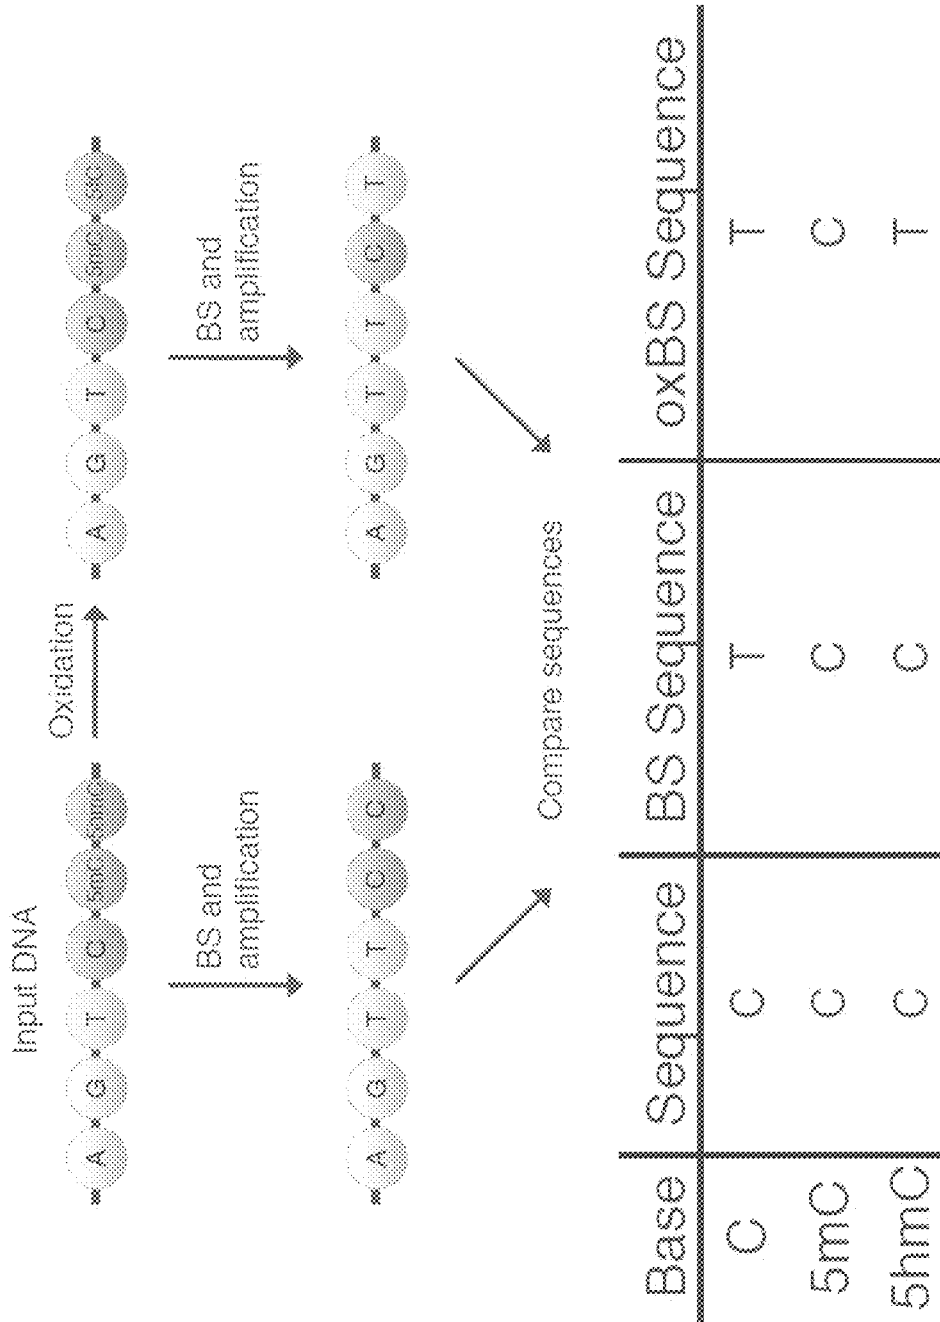 Input DNA
A G T C 5mC 5hmC
Oxidation
A G T C 5mC 5fC
BS and
amplification
BS and
amplification
A G T T C C
A G T T C T
Compare sequences
Base Sequence BS Sequence oxBS Sequence
C C T T
5mC C C C
5hmC C C T